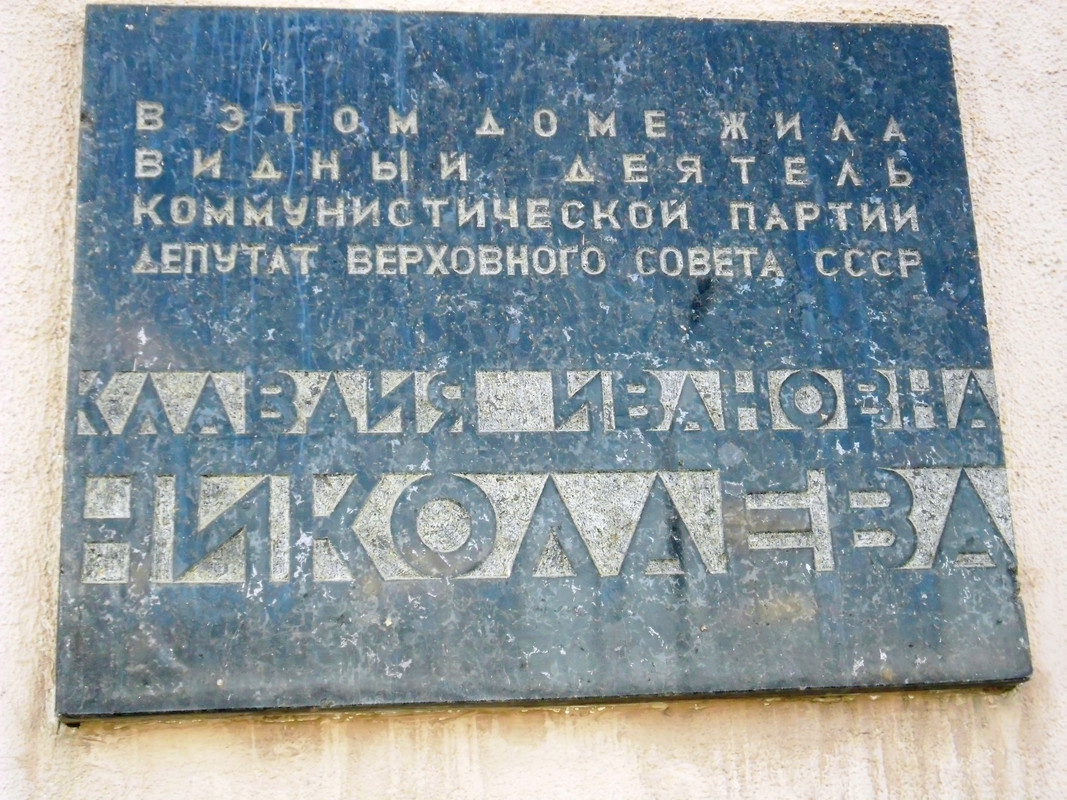 В ЭТОМ ДОМЕ ЖИЛА
ВИДНЫЙ ДЕЯТЕЛЬ
КОММУНИСТИЧЕСКОЙ ПАРТИИ
ДЕПУТАТ ВЕРХОВНОГО СОВЕТА СССР
КЛАВДИЯ ИВАНОВНА
НИКОЛАЕВА